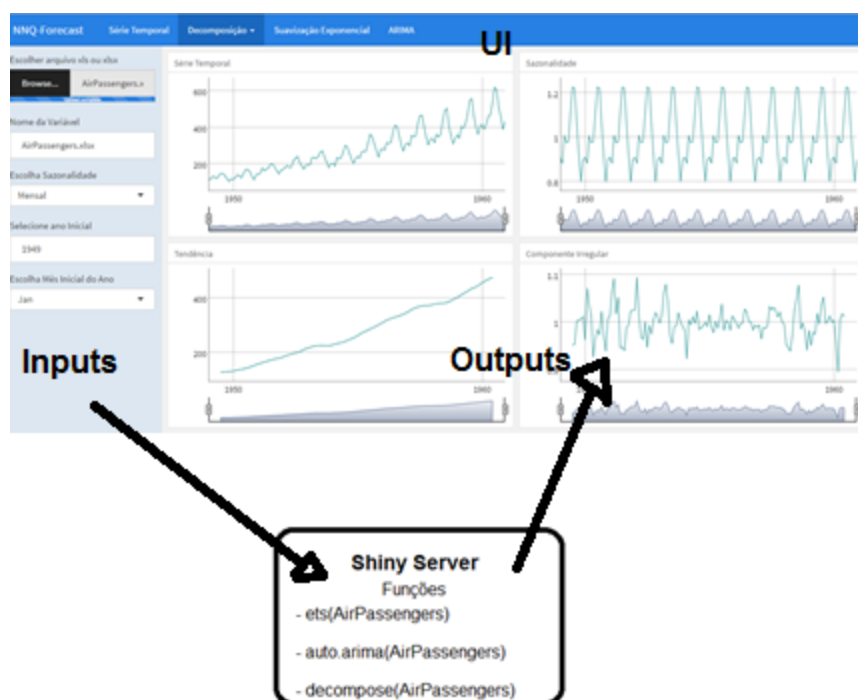 NNQ-Forecast Série Temporal Decomposição Suavização Exponencial ARIMA
UI
Escolher arquivo xls ou xlsx
Browse... AirPassengers.x
Nome da Variável
AirPassengers.xlsx
Escolha Sazonalidade
Mensal
Selecione ano Inicial
1949
Escolha Mês Inicial do Ano
Jan
Inputs
Série Temporal
600
400
200
1950 1960
Sazonalidade
1.2
1
0.8
1950 1960
Tendência
400
200
1950 1960
Componente Irregular
1.1
1
1960
Outputs
Shiny Server
Funções
- ets(AirPassengers)
- auto.arima(AirPassengers)
- decompose(AirPassengers)